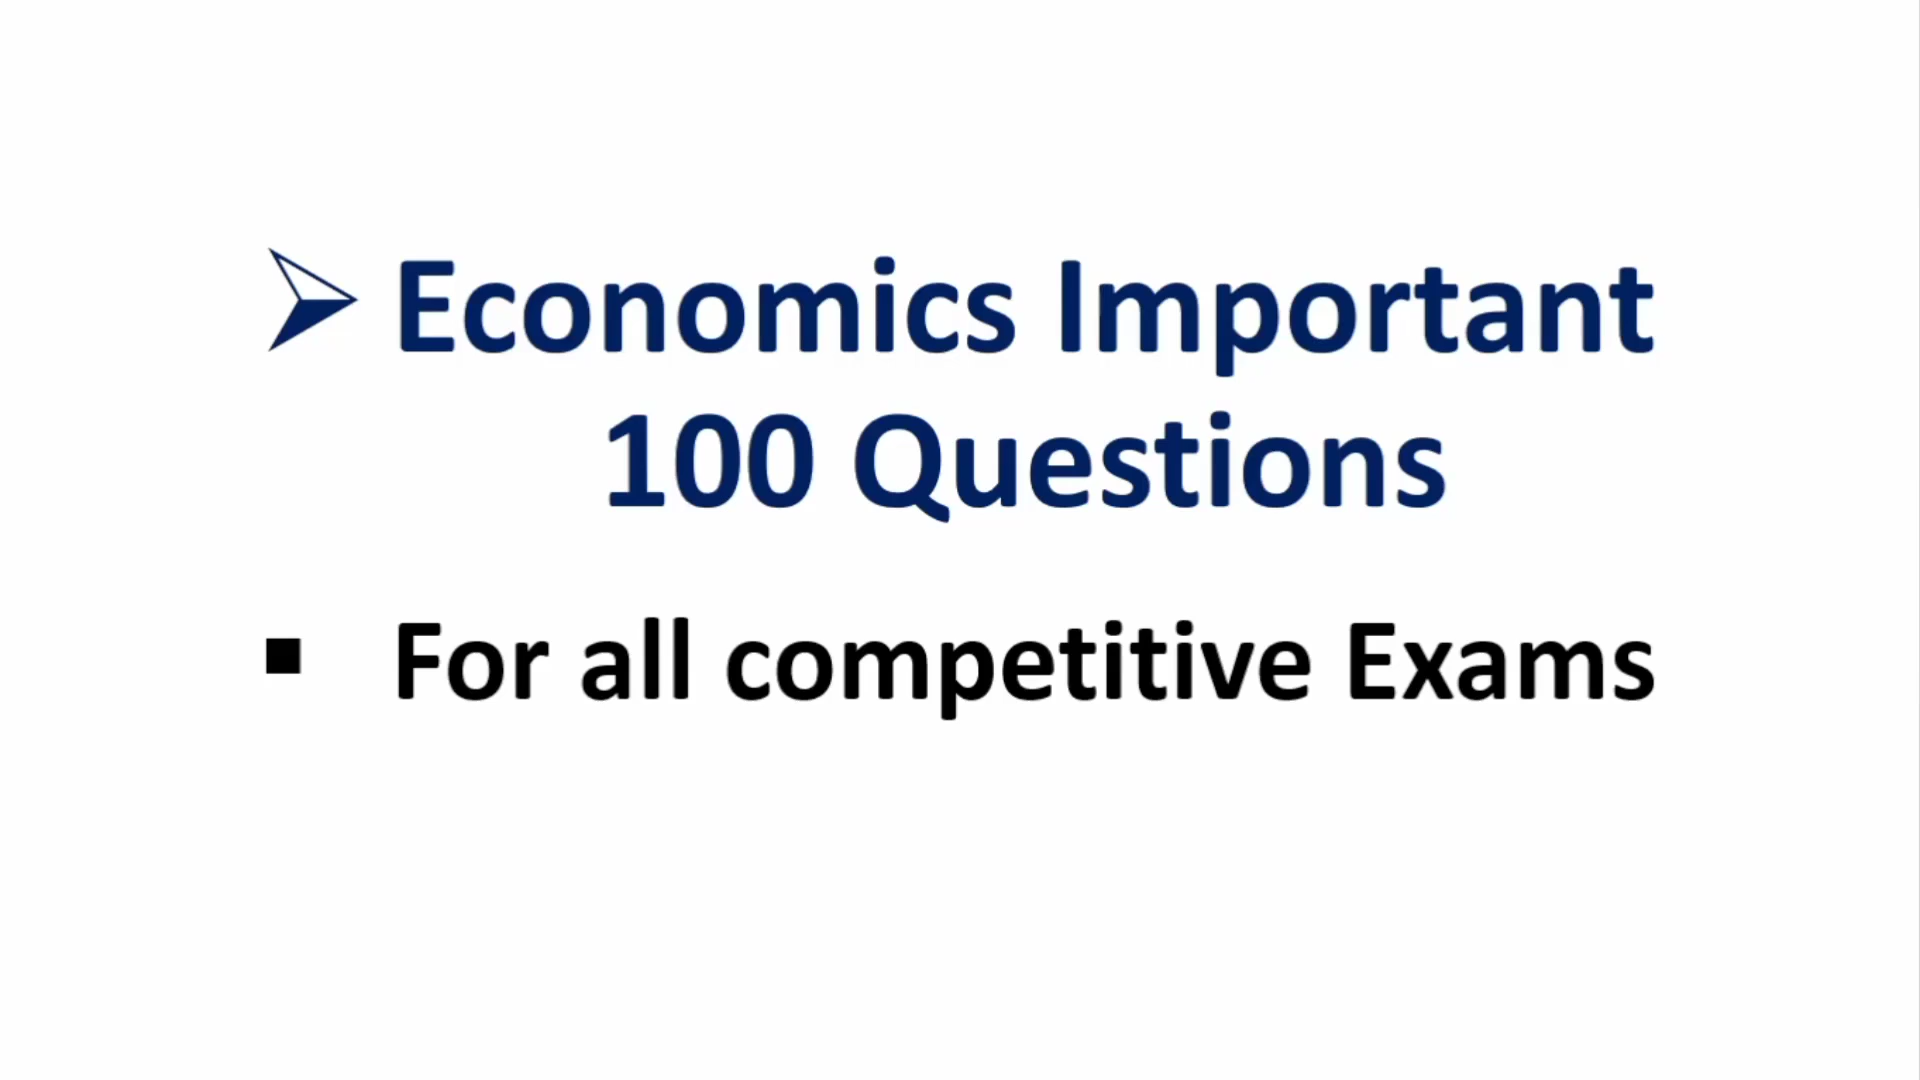 ➢ Economics Important
100 Questions
▪ For all competitive Exams